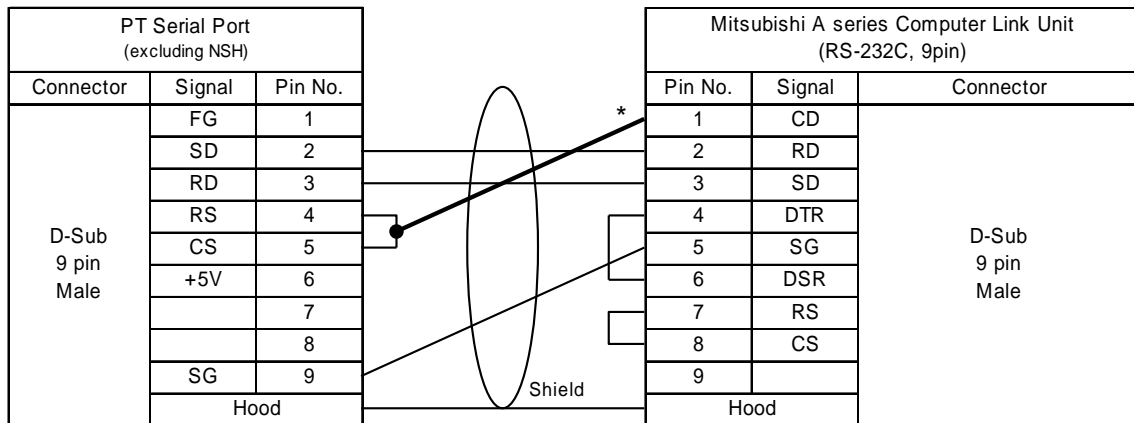 PT Serial Port
(excluding NSH)
Connector Signal Pin No.
D-Sub
9 pin
Male
FG 1
SD 2
RD 3
RS 4
CS 5
+5V 6
7
8
SG 9
Hood
*
Shield
Mitsubishi A series Computer Link Unit
(RS-232C, 9pin)
Pin No. Signal Connector
1 CD
2 RD
3 SD
4 DTR
5 SG
6 DSR
7 RS
8 CS
9
Hood
D-Sub
9 pin
Male